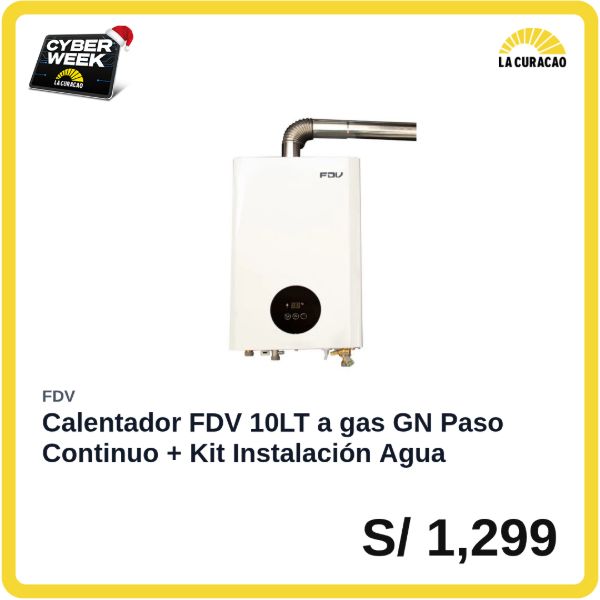 CYBER
WEEK
LA CURACAO
LA CURACAO
FDV
FDV
Calentador FDV 10LT a gas GN Paso
Continuo + Kit Instalación Agua
S/ 1,299